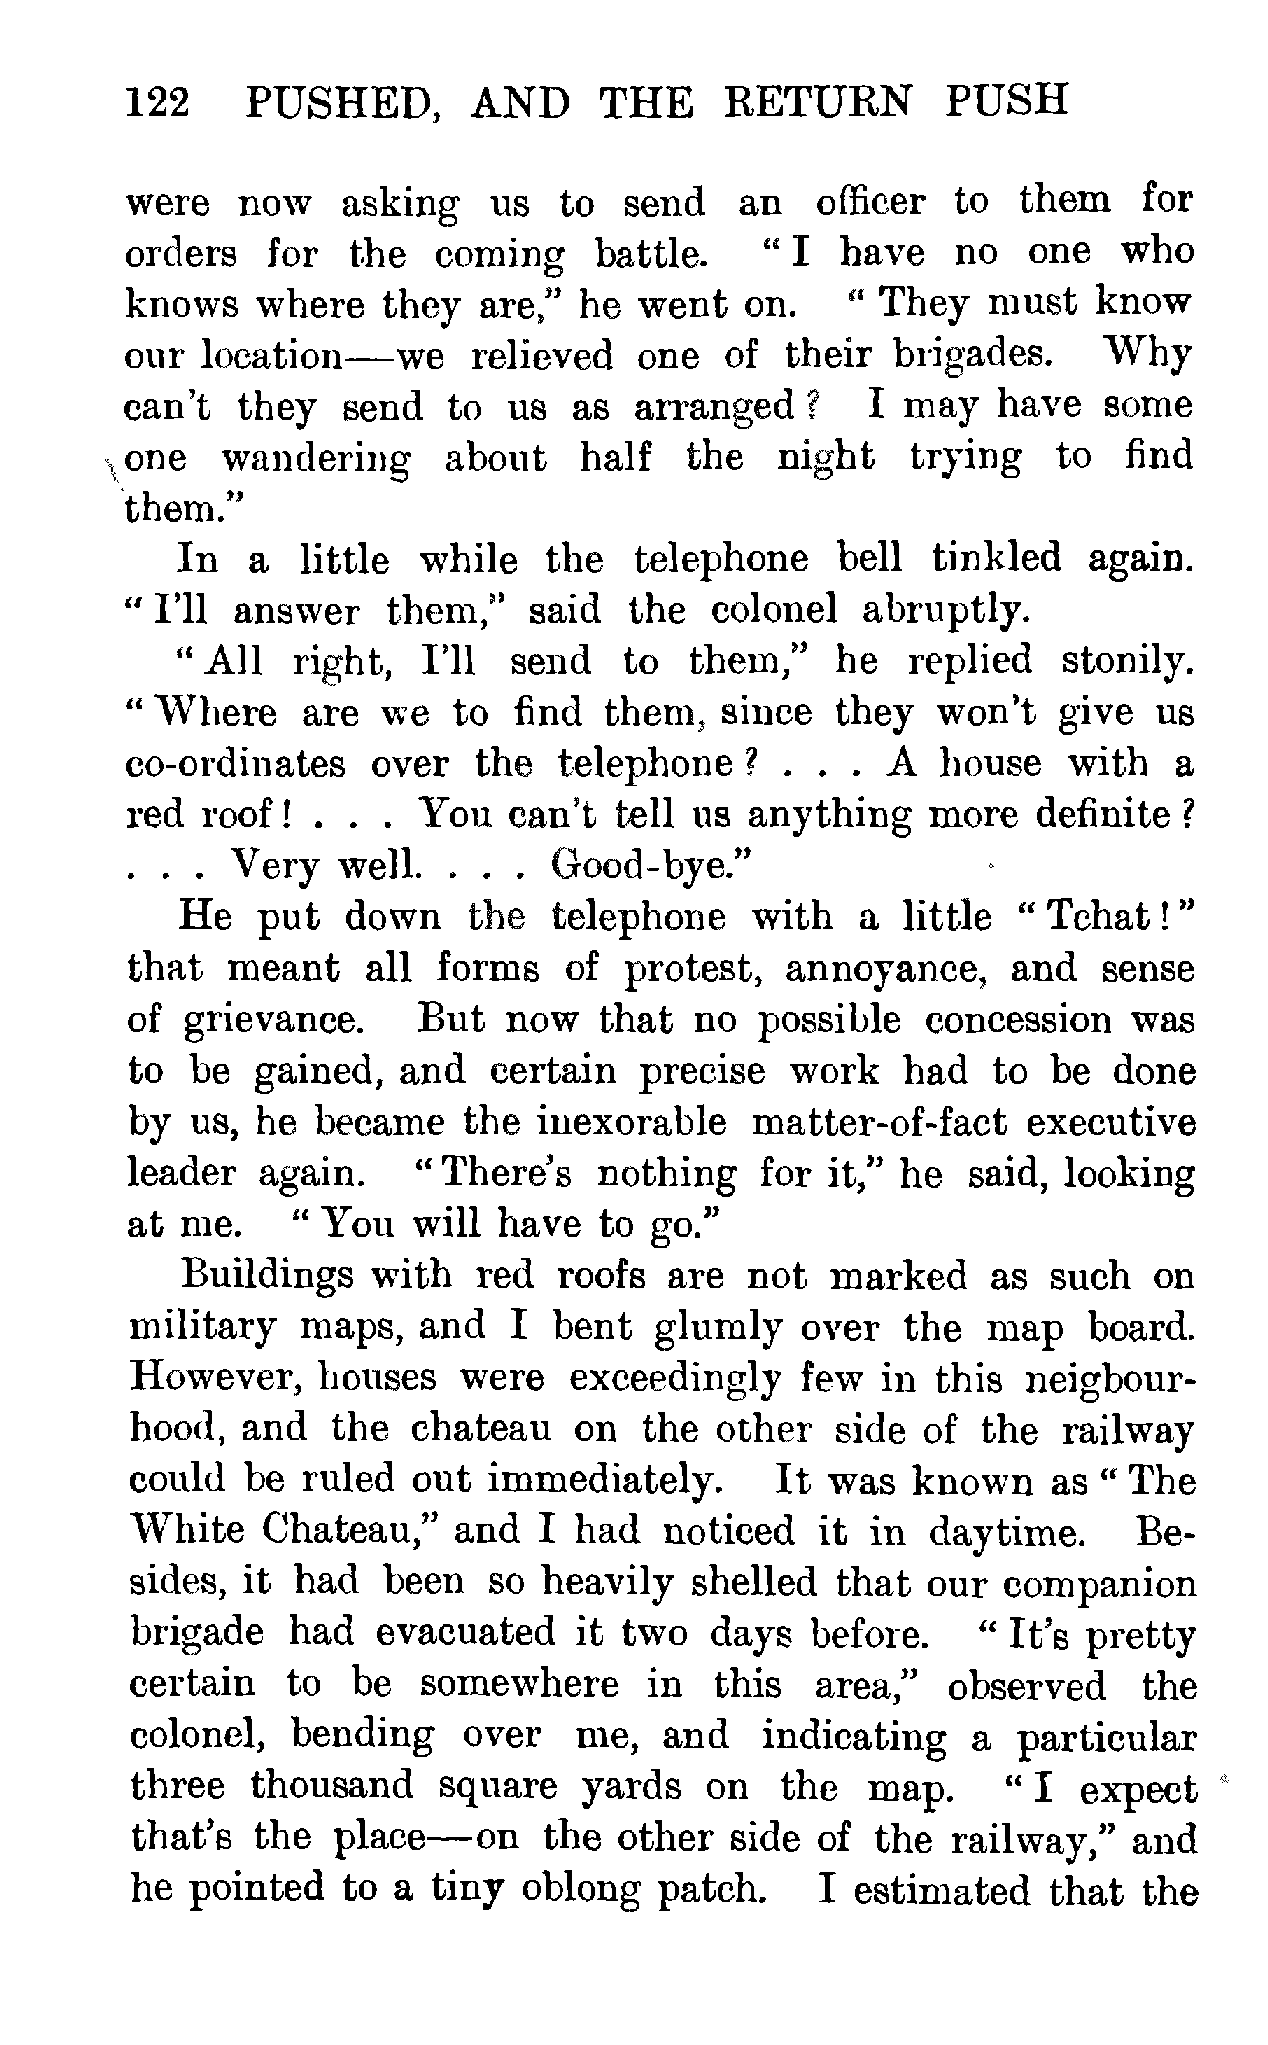 122 PUSHED, AND THE RETURN PUSH
were now asking us to send an officer to them for
orders for the coming battle. “ I have no one who
knows where they are,” he went on. “ They must know
our location—we relieved one of their brigades. Why
can’t they send to us as arranged ? I may have some
one wandering about half the night trying to find
them.”
In a little while the telephone bell tinkled again.
“ I’ll answer them,” said the colonel abruptly.
“ All right, I’ll send to them,” he replied stonily.
“ Where are we to find them, since they won’t give us
co-ordinates over the telephone ? . . . A house with a
red roof ! . . . You can’t tell us anything more definite ?
. . . Very well. . . . Good-bye.”
He put down the telephone with a little “ Tchat ! ”
that meant all forms of protest, annoyance, and sense
of grievance. But now that no possible concession was
to be gained, and certain precise work had to be done
by us, he became the inexorable matter-of-fact executive
leader again. “ There’s nothing for it,” he said, looking
at me. “ You will have to go.”
Buildings with red roofs are not marked as such on
military maps, and I bent glumly over the map board.
However, houses were exceedingly few in this neigbour-
hood, and the chateau on the other side of the railway
could be ruled out immediately. It was known as “ The
White Chateau,” and I had noticed it in daytime. Be-
sides, it had been so heavily shelled that our companion
brigade had evacuated it two days before. “ It’s pretty
certain to be somewhere in this area,” observed the
colonel, bending over me, and indicating a particular
three thousand square yards on the map. “ I expect
that’s the place—on the other side of the railway,” and
he pointed to a tiny oblong patch. I estimated that the